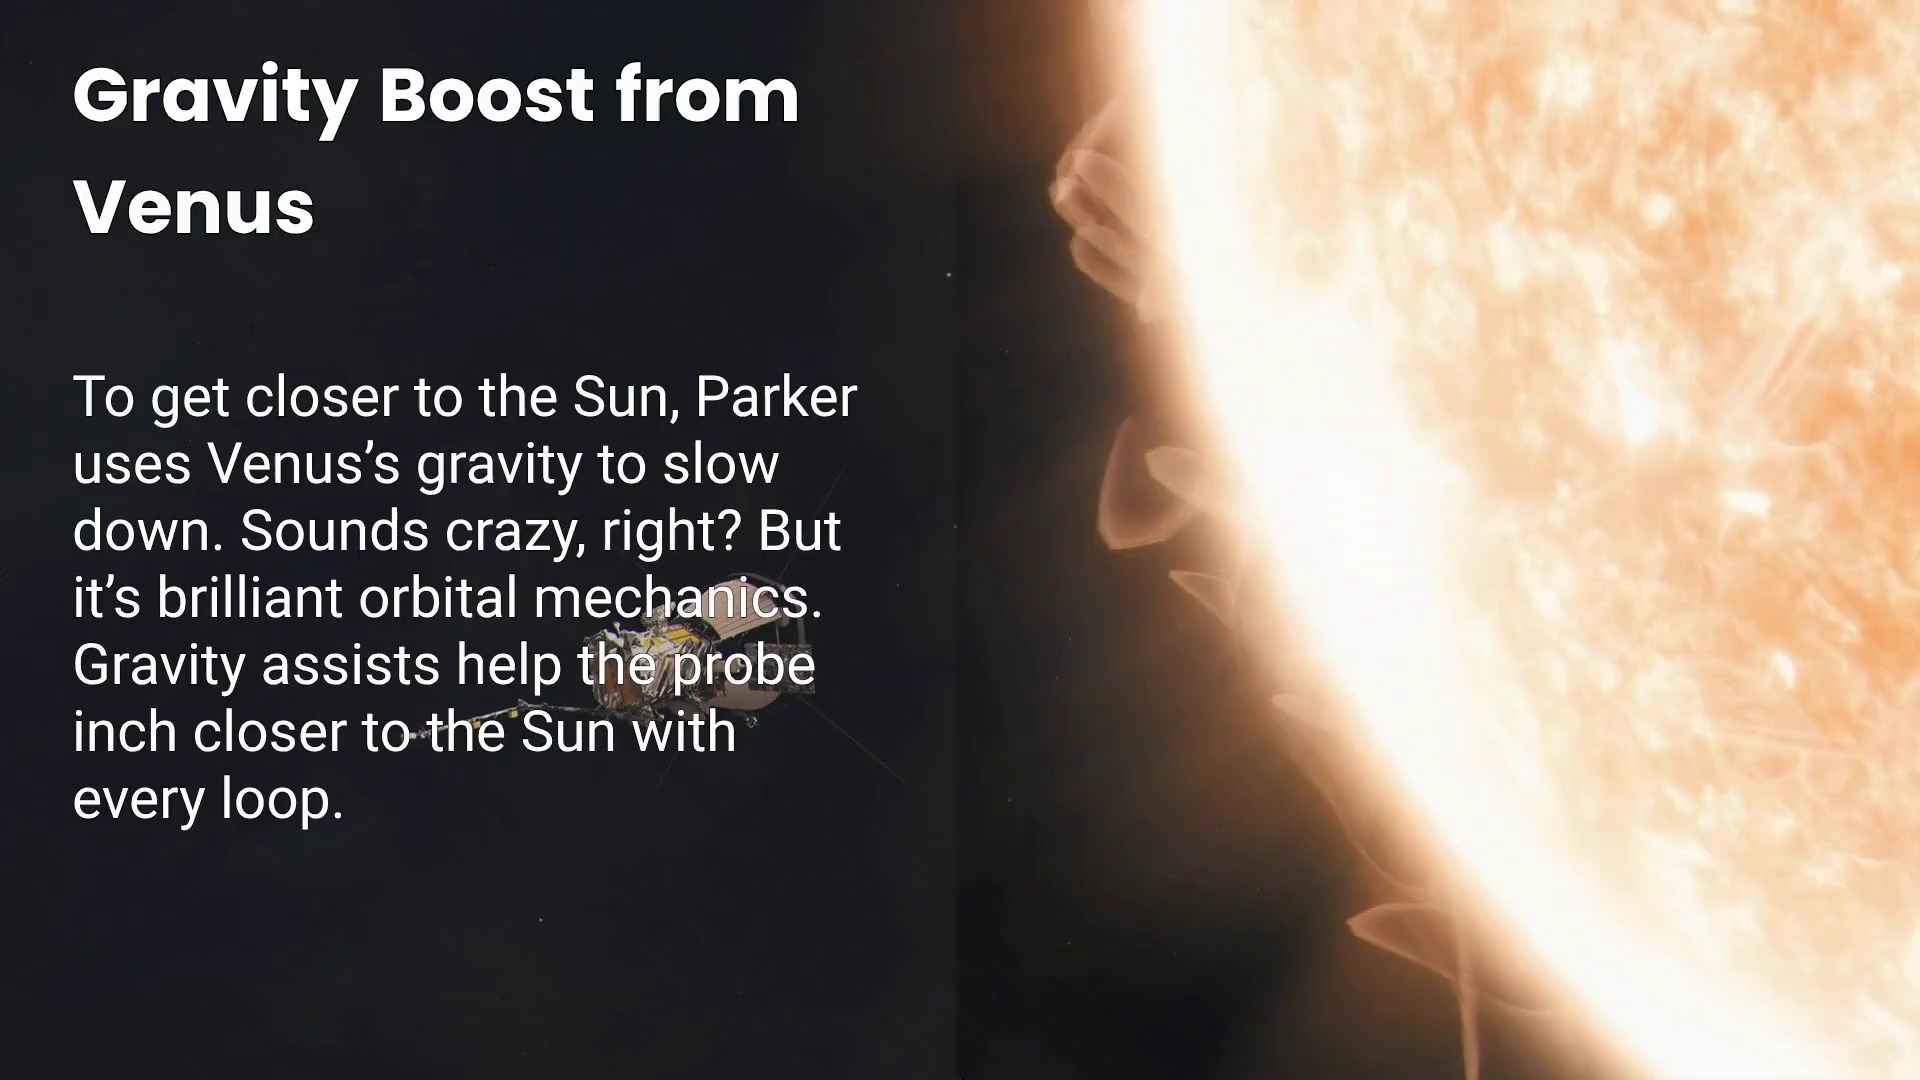 Gravity Boost from
Venus
To get closer to the Sun, Parker
uses Venus’s gravity to slow
down. Sounds crazy, right? But
it’s brilliant orbital mechanics.
Gravity assists help the probe
inch closer to the Sun with
every loop.